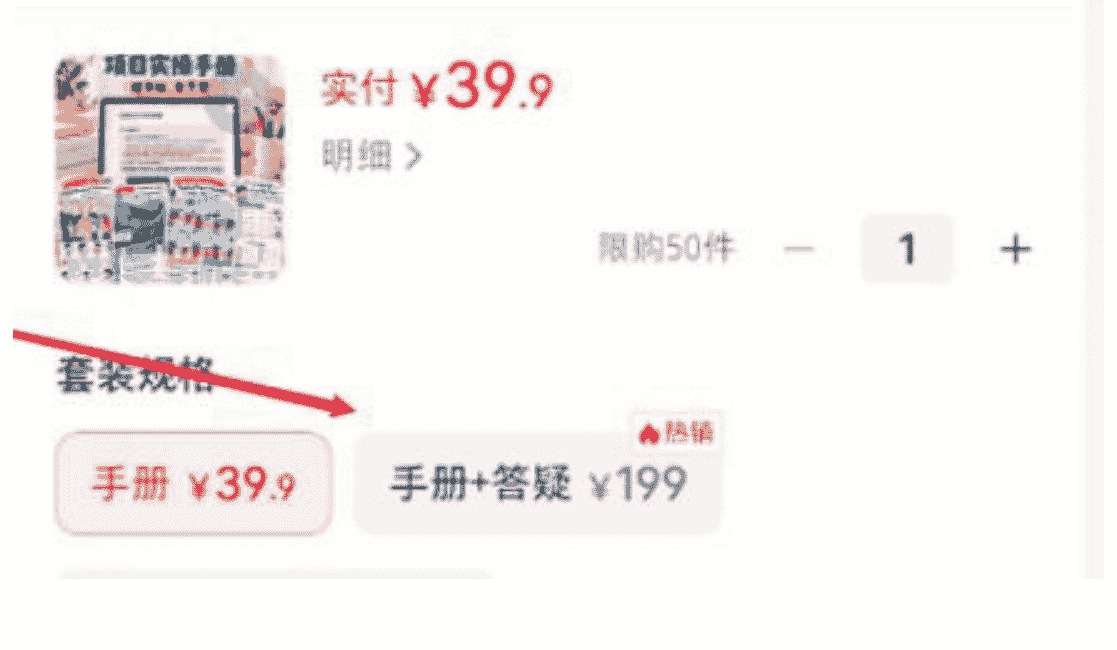 项目实操手册
实付 ¥39.9
明细 >
限购50件 − 1 +
套装规格
热销
手册 ¥39.9 手册+答疑 ¥199